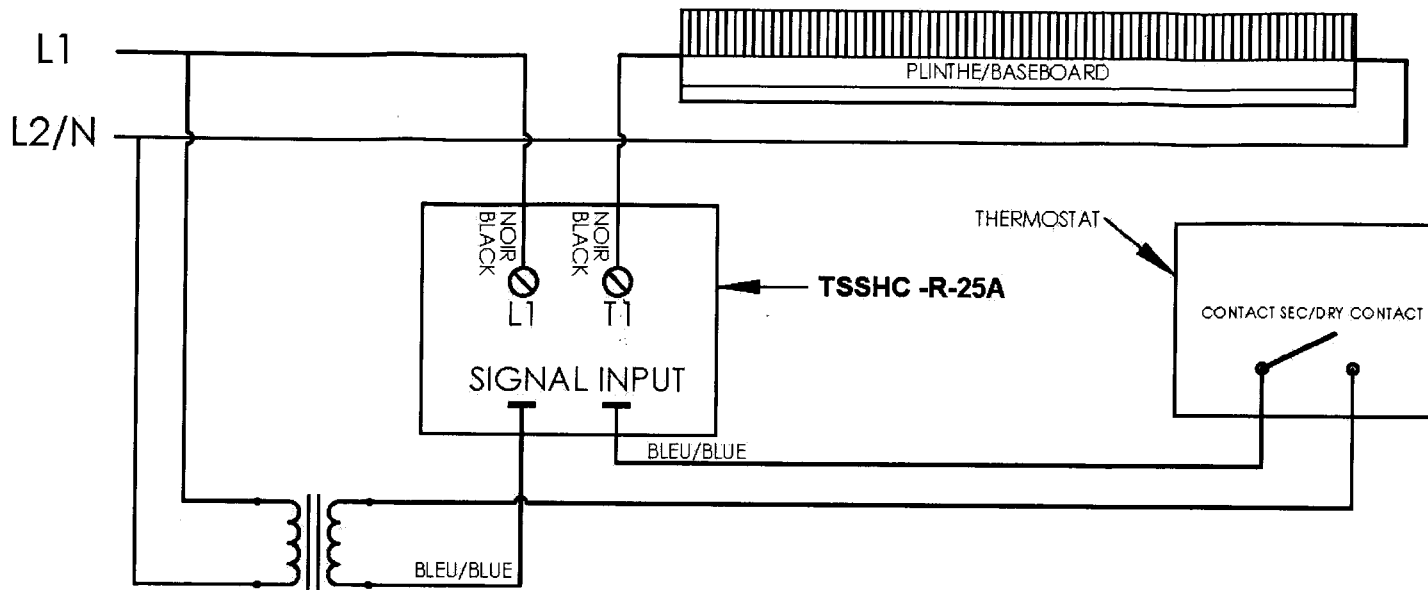 L1
PLINTHE/BASEBOARD
L2/N
NOIR
BLACK
NOIR
BLACK
L1
T1
TSSHC -R-25A
THERMOSTAT
CONTACT SEC/DRY CONTACT
SIGNAL INPUT
BLEU/BLUE
BLEU/BLUE